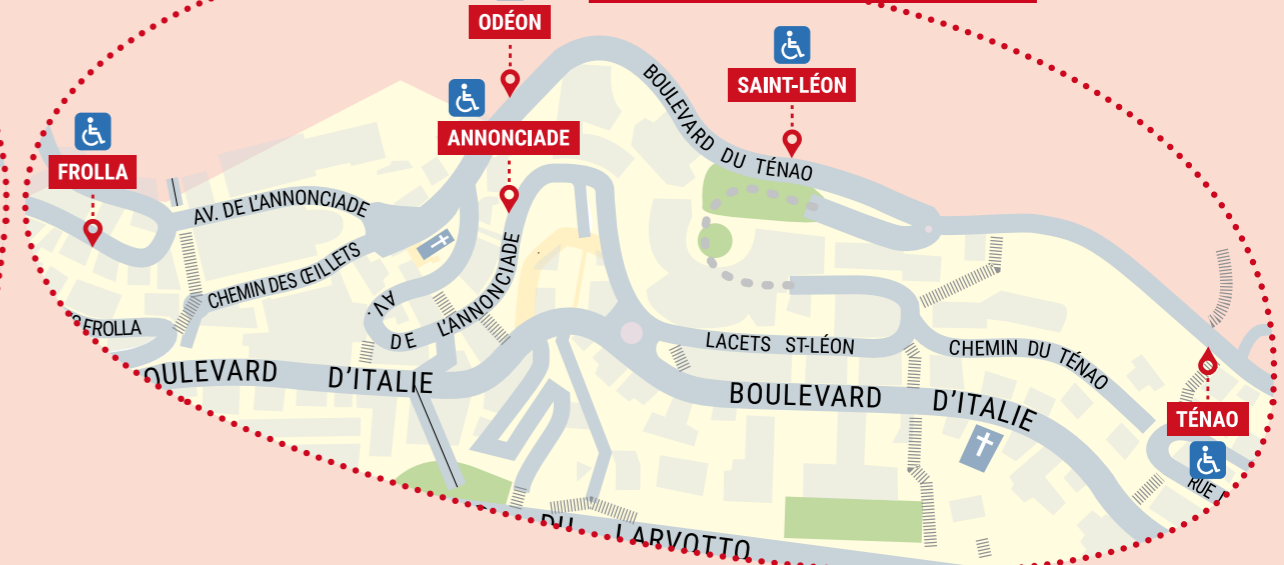 ODÉON
SAINT-LÉON
ANNONCIADE
FROLLA
BOULEVARD DU TÉNAO
AV. DE L'ANNONCIADE
CHEMIN DES ŒILLETS
AV. DE L'ANNONCIADE
FROLLA
LACETS ST-LÉON
CHEMIN DU TÉNAO
OULEVARD D'ITALIE
BOULEVARD D'ITALIE
TÉNAO
RUE
DU LARVOTTO